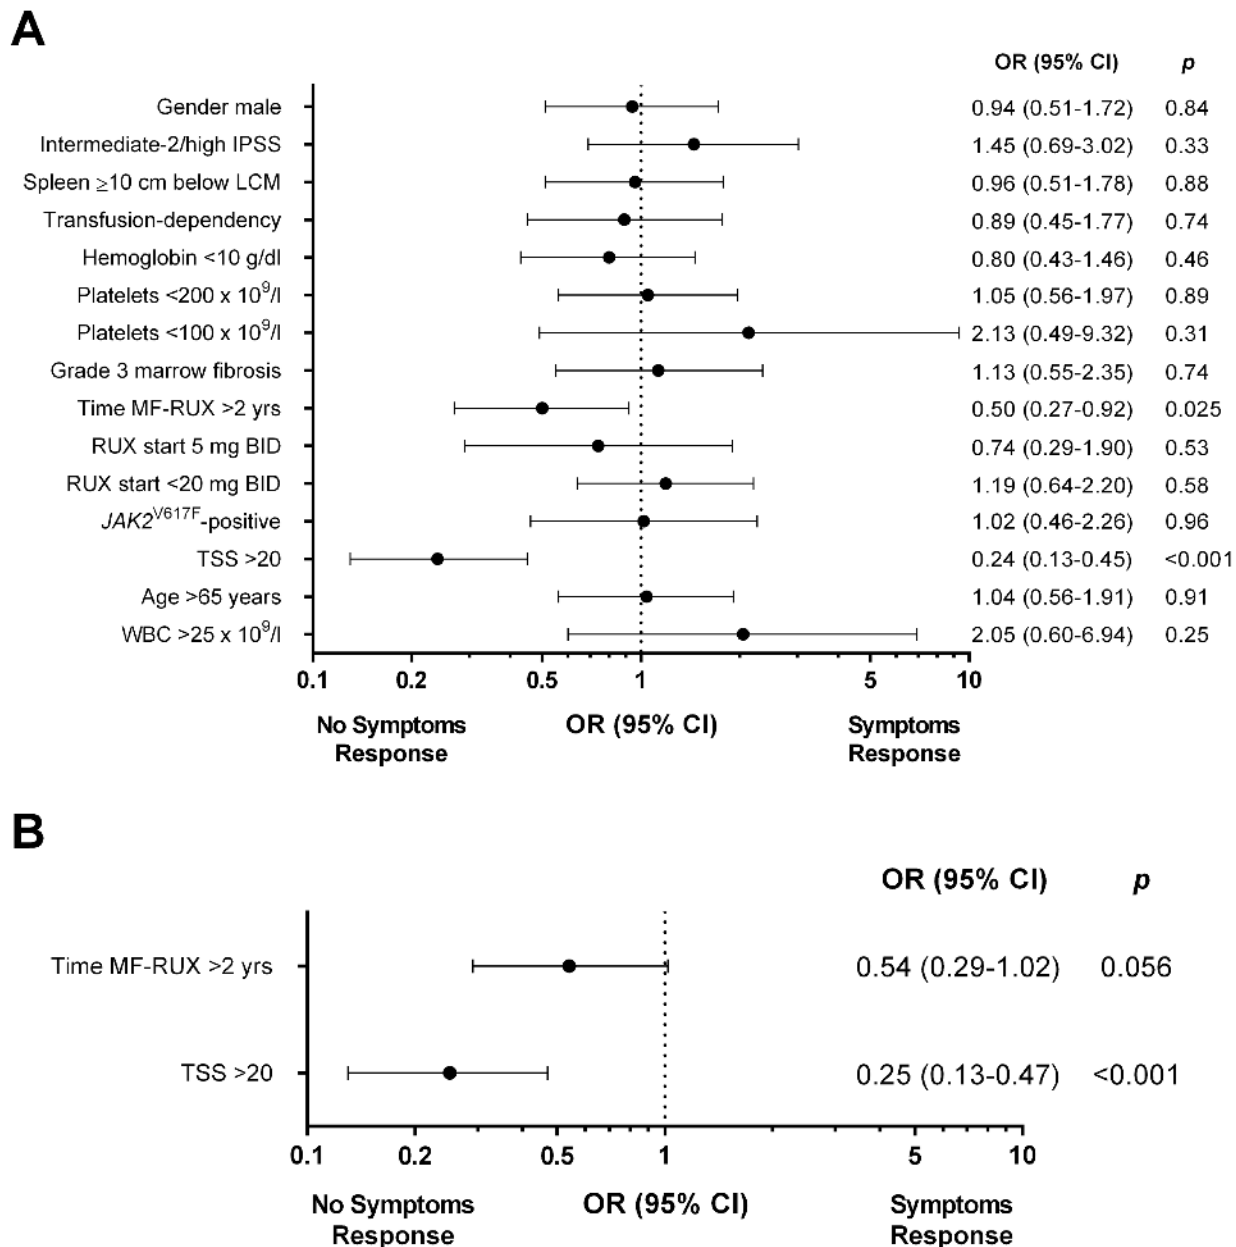 A
OR (95% CI) p
Gender male 0.94 (0.51-1.72) 0.84
Intermediate-2/high IPSS 1.45 (0.69-3.02) 0.33
Spleen ≥10 cm below LCM 0.96 (0.51-1.78) 0.88
Transfusion-dependency 0.89 (0.45-1.77) 0.74
Hemoglobin <10 g/dl 0.80 (0.43-1.46) 0.46
Platelets <200 x 10⁹/l 1.05 (0.56-1.97) 0.89
Platelets <100 x 10⁹/l 2.13 (0.49-9.32) 0.31
Grade 3 marrow fibrosis 1.13 (0.55-2.35) 0.74
Time MF-RUX >2 yrs 0.50 (0.27-0.92) 0.025
RUX start 5 mg BID 0.74 (0.29-1.90) 0.53
RUX start <20 mg BID 1.19 (0.64-2.20) 0.58
JAK2V617F-positive 1.02 (0.46-2.26) 0.96
TSS >20 0.24 (0.13-0.45) <0.001
Age >65 years 1.04 (0.56-1.91) 0.91
WBC >25 x 10⁹/l 2.05 (0.60-6.94) 0.25
0.1 0.2 0.5 1 5 10
No Symptoms OR (95% CI) Symptoms
Response Response
B
OR (95% CI) p
Time MF-RUX >2 yrs 0.54 (0.29-1.02) 0.056
TSS >20 0.25 (0.13-0.47) <0.001
0.1 0.2 0.5 1 5 10
No Symptoms OR (95% CI) Symptoms
Response Response